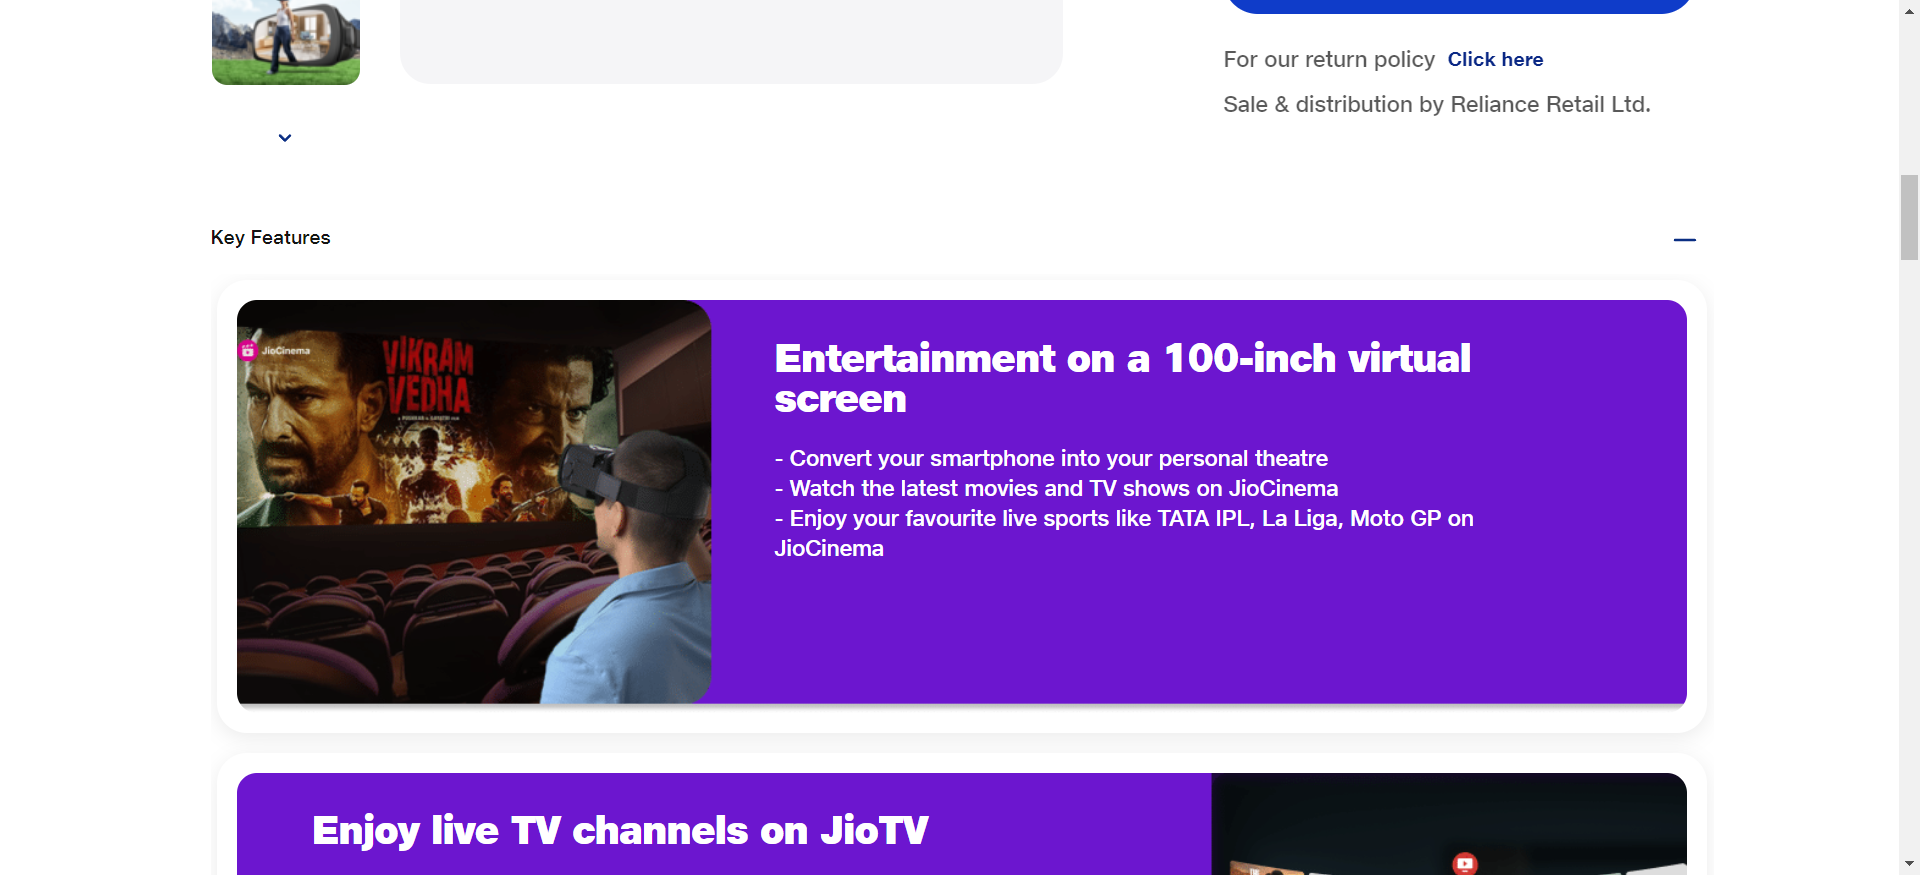 For our return policy Click here
Sale & distribution by Reliance Retail Ltd.
Key Features
JioCinema
VIKRAM
VEDHA
Entertainment on a 100-inch virtual
screen
- Convert your smartphone into your personal theatre
- Watch the latest movies and TV shows on JioCinema
- Enjoy your favourite live sports like TATA IPL, La Liga, Moto GP on
JioCinema
Enjoy live TV channels on JioTV